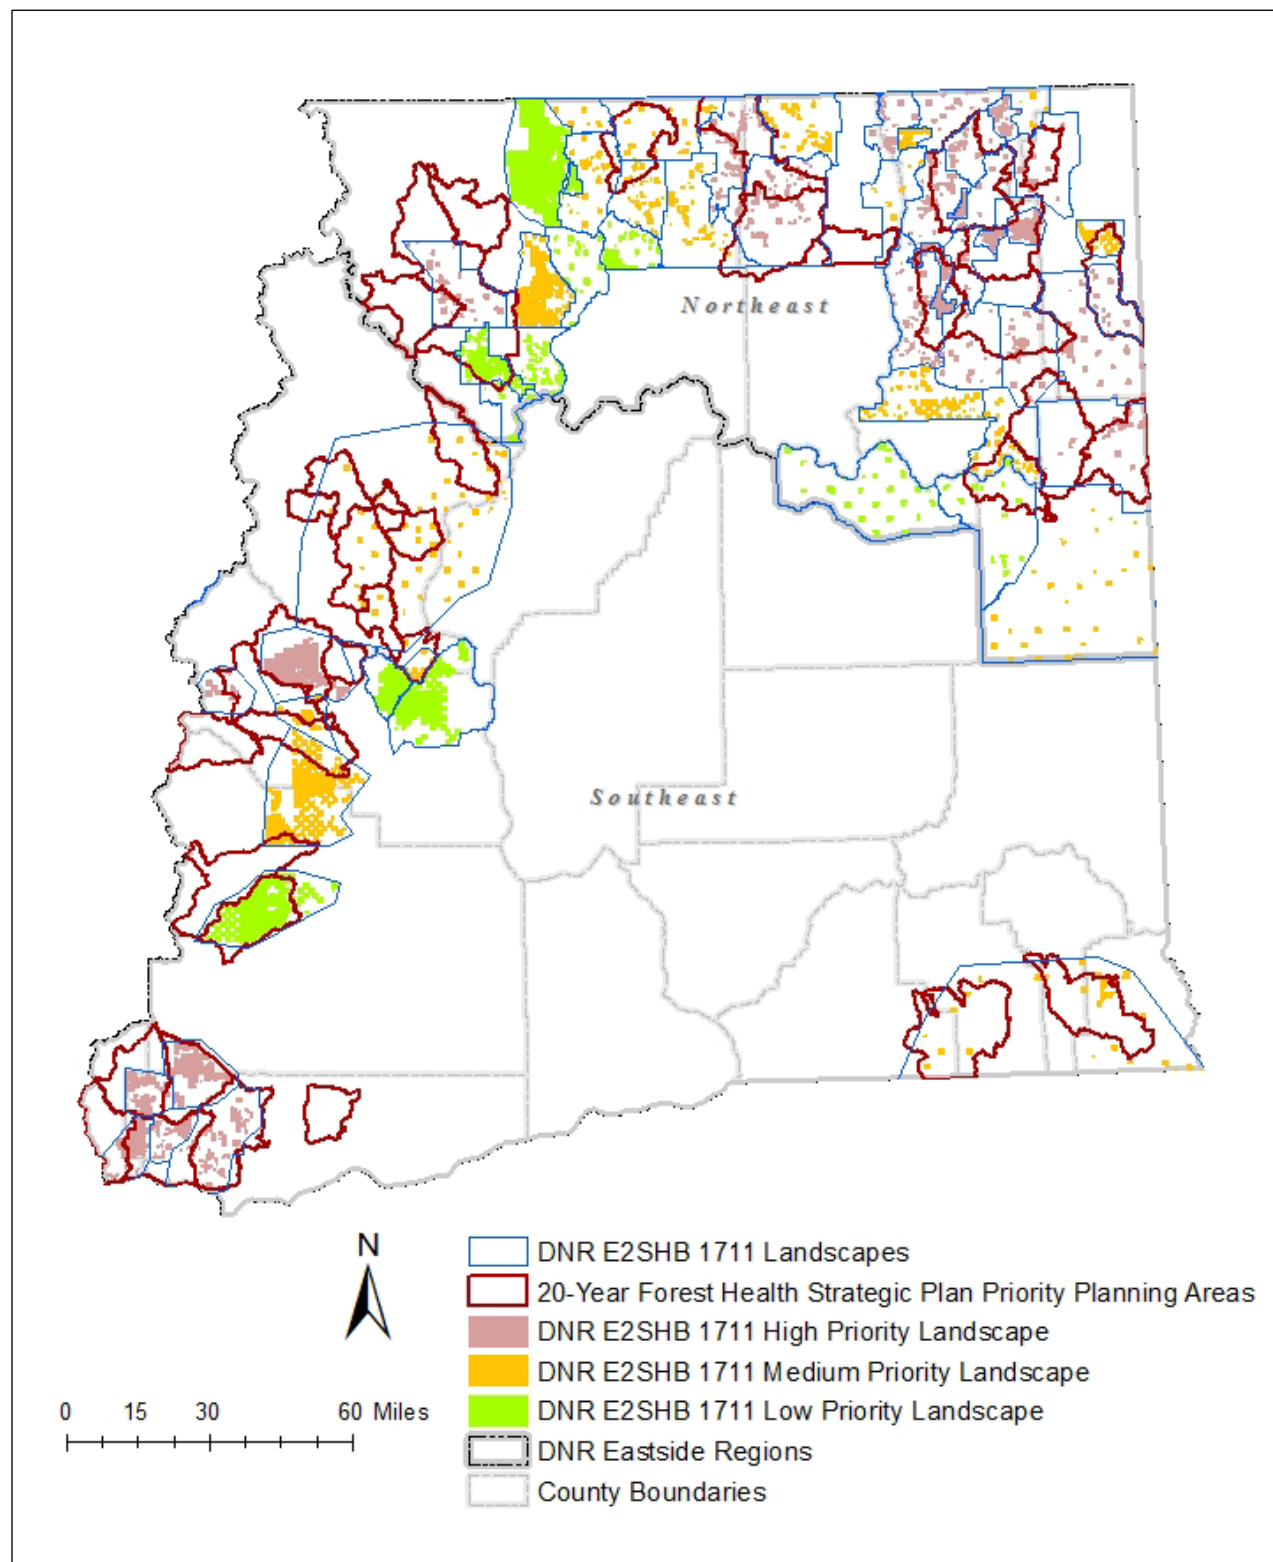 Northeast
Southeast
N
DNR E2SHB 1711 Landscapes
20-Year Forest Health Strategic Plan Priority Planning Areas
DNR E2SHB 1711 High Priority Landscape
DNR E2SHB 1711 Medium Priority Landscape
0 15 30 60 Miles
DNR E2SHB 1711 Low Priority Landscape
DNR Eastside Regions
County Boundaries